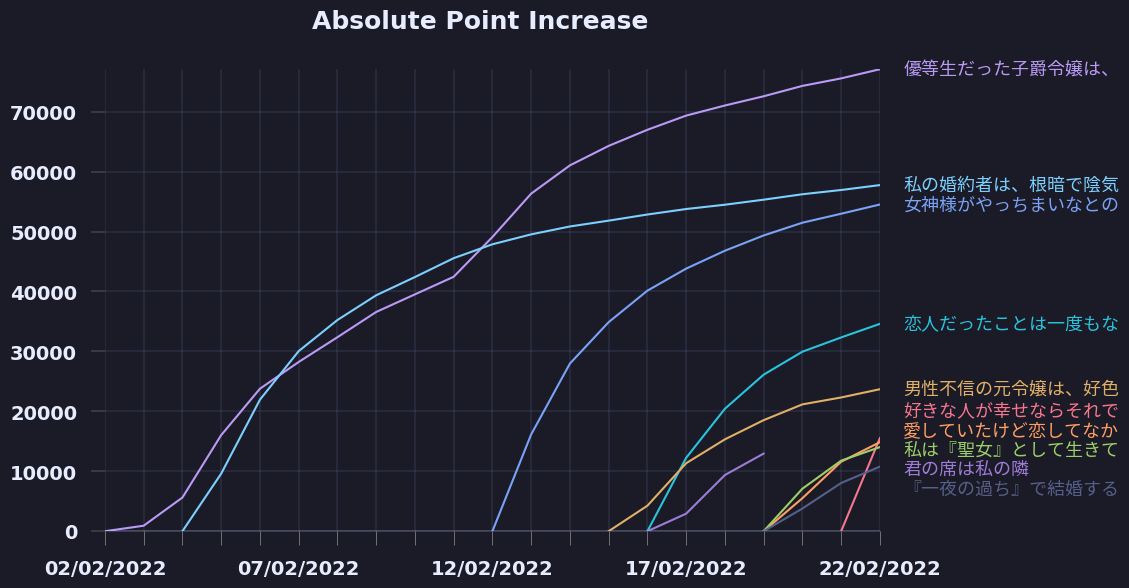 Absolute Point Increase
70000
60000
50000
40000
30000
20000
10000
0
02/02/2022
07/02/2022
12/02/2022
17/02/2022
22/02/2022
優等生だった子爵令嬢は、
私の婚約者は、根暗で陰気
女神様がやっちまいなとの
恋人だったことは一度もな
男性不信の元令嬢は、好色
好きな人が幸せならそれで
愛していたけど恋してなか
私は『聖女』として生きて
君の席は私の隣
『一夜の過ち』で結婚する